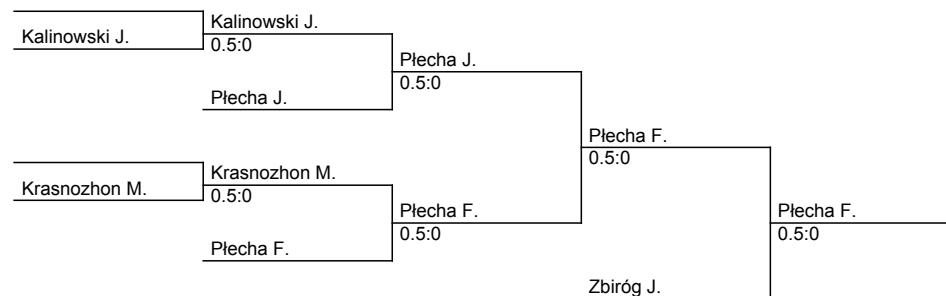 Kalinowski J.
Kalinowski J.
0.5:0
Płecha J.
Płecha J.
0.5:0
Płecha F.
0.5:0
Krasnozhon M.
Krasnozhon M.
0.5:0
Płecha F.
Płecha F.
0.5:0
Płecha F.
0.5:0
Zbiróg J.